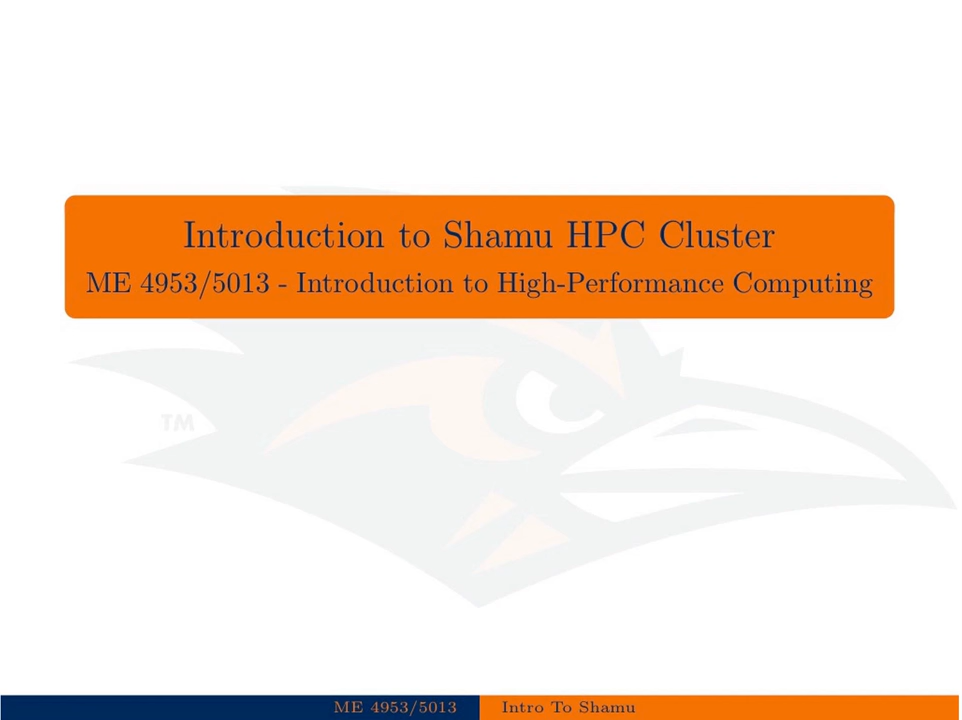 Introduction to Shamu HPC Cluster
ME 4953/5013 - Introduction to High-Performance Computing
TM
ME 4953/5013 Intro To Shamu